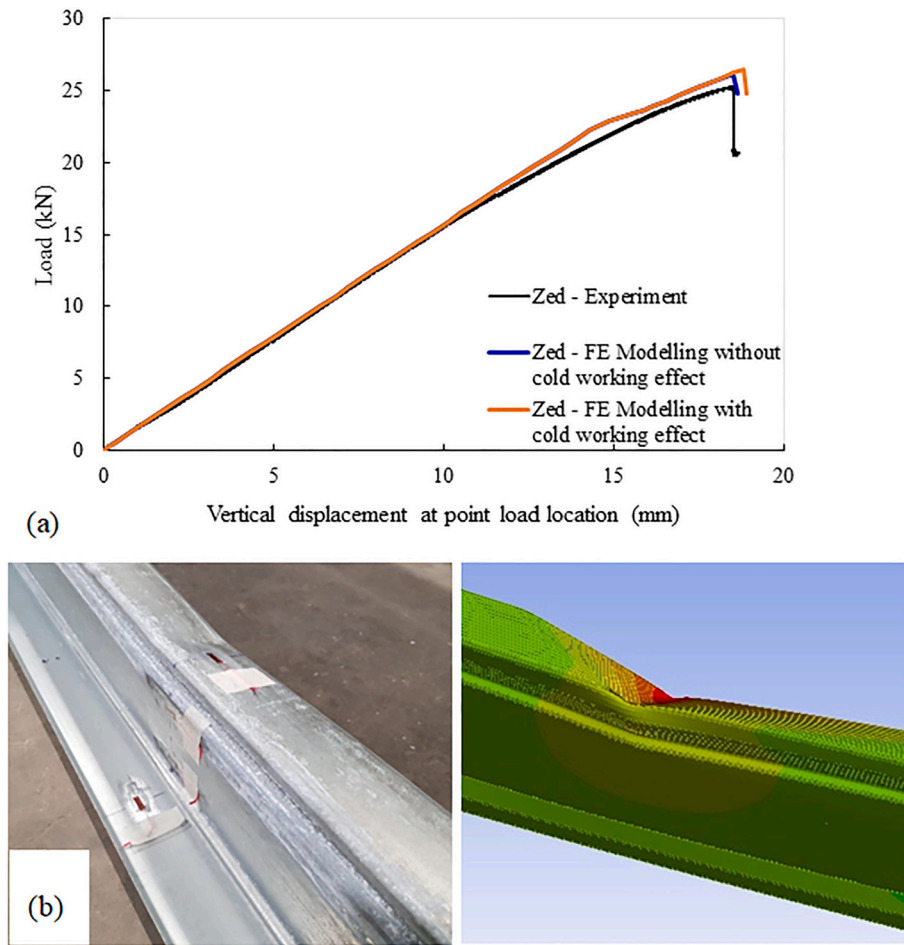 30
25
20
15
10
5
0
Load (kN)
Zed - Experiment
Zed - FE Modelling without
cold working effect
Zed - FE Modelling with
cold working effect
0 5 10 15 20
Vertical displacement at point load location (mm)
(a)
(b)